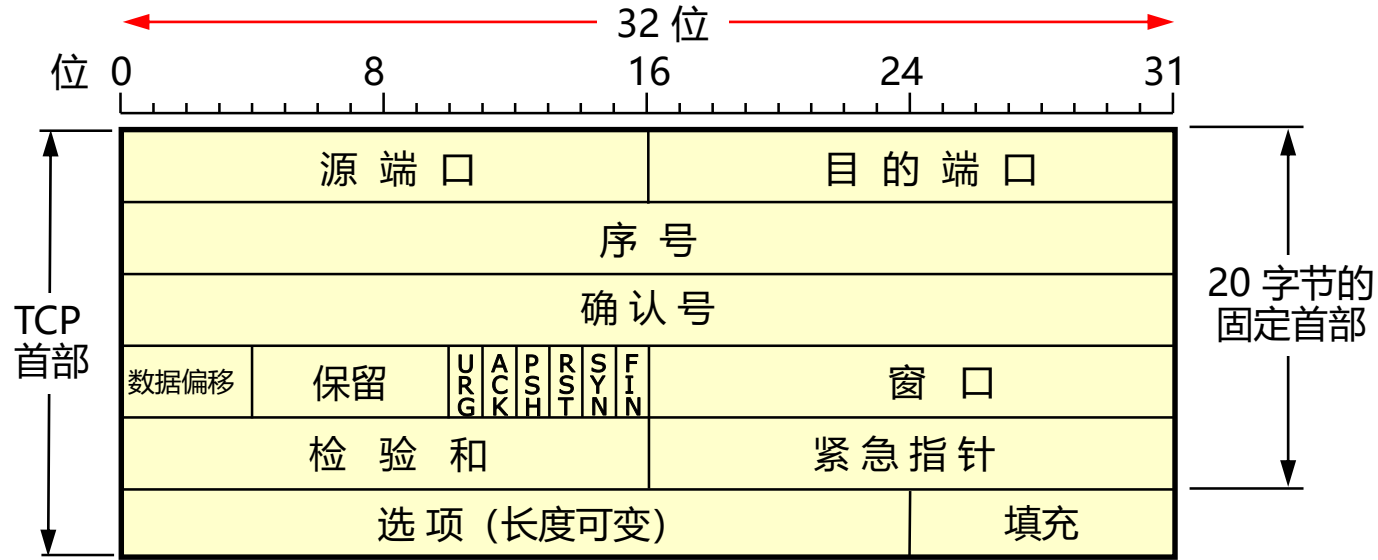 32 位
位 0 8 16 24 31
源 端 口 目 的 端 口
序 号
确 认 号
TCP
首部
20 字节的
固定首部
数据偏移 保留 URG ACK PSH RST SYN FIN 窗 口
检 验 和 紧 急 指 针
选 项 (长度可变) 填充